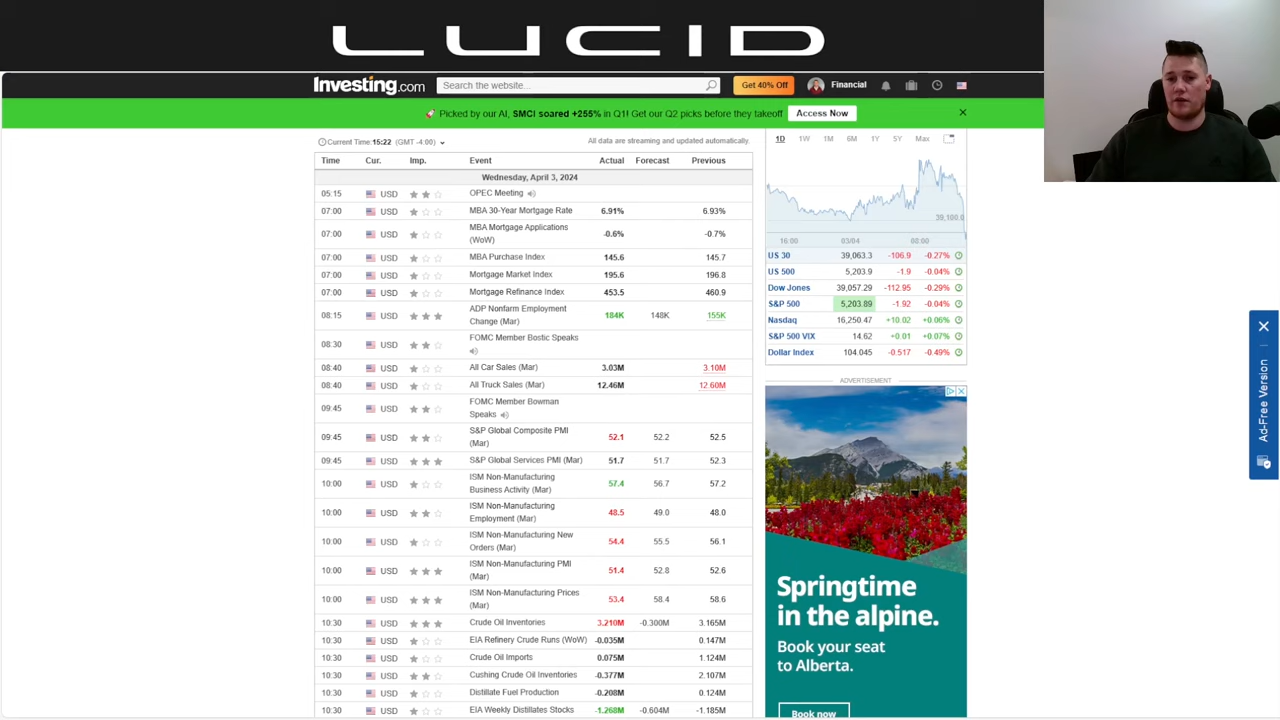 LUCID
Investing.com
Search the website...
Get 40% Off
Financial
Picked by our AI, SMCI soared +255% in Q1! Get our Q2 picks before they takeoff
Access Now
Current Time: 15:22 (GMT -4:00)
All data are streaming and updated automatically.
Time Cur. Imp. Event Actual Forecast Previous
Wednesday, April 3, 2024
05:15 USD OPEC Meeting
07:00 USD MBA 30-Year Mortgage Rate 6.91% 6.93%
07:00 USD MBA Mortgage Applications (WoW) -0.6% -0.7%
07:00 USD MBA Purchase Index 145.6 145.7
07:00 USD Mortgage Market Index 195.6 196.8
07:00 USD Mortgage Refinance Index 453.5 460.9
08:15 USD ADP Nonfarm Employment Change (Mar) 184K 148K 155K
08:30 USD FOMC Member Bostic Speaks
08:40 USD All Car Sales (Mar) 3.03M 3.10M
08:40 USD All Truck Sales (Mar) 12.46M 12.60M
09:45 USD FOMC Member Bowman Speaks
09:45 USD S&P Global Composite PMI (Mar) 52.1 52.2 52.5
09:45 USD S&P Global Services PMI (Mar) 51.7 51.7 52.3
10:00 USD ISM Non-Manufacturing Business Activity (Mar) 57.4 56.7 57.2
10:00 USD ISM Non-Manufacturing Employment (Mar) 48.5 49.0 48.0
10:00 USD ISM Non-Manufacturing New Orders (Mar) 54.4 55.5 56.1
10:00 USD ISM Non-Manufacturing PMI (Mar) 51.4 52.8 52.6
10:00 USD ISM Non-Manufacturing Prices (Mar) 53.4 58.4 58.6
10:30 USD Crude Oil Inventories 3.210M -0.300M 3.165M
10:30 USD EIA Refinery Crude Runs (WoW) -0.035M 0.147M
10:30 USD Crude Oil Imports 0.075M 1.124M
10:30 USD Cushing Crude Oil Inventories -0.377M 2.107M
10:30 USD Distillate Fuel Production -0.208M 0.124M
10:30 USD EIA Weekly Distillates Stocks -1.268M -0.604M -1.185M
1D 1W 1M 6M 1Y 5Y Max
39,100.0
16:00 03/04 08:00
US 30 39,063.3 -106.9 -0.27%
US 500 5,203.9 -1.9 -0.04%
Dow Jones 39,057.29 -112.95 -0.29%
S&P 500 5,203.89 -1.92 -0.04%
Nasdaq 16,250.47 +10.02 +0.06%
S&P 500 VIX 14.62 +0.01 +0.07%
Dollar Index 104.045 -0.517 -0.49%
ADVERTISEMENT
Springtime
in the alpine.
Book your seat
to Alberta.
Book now
Ad-Free Version